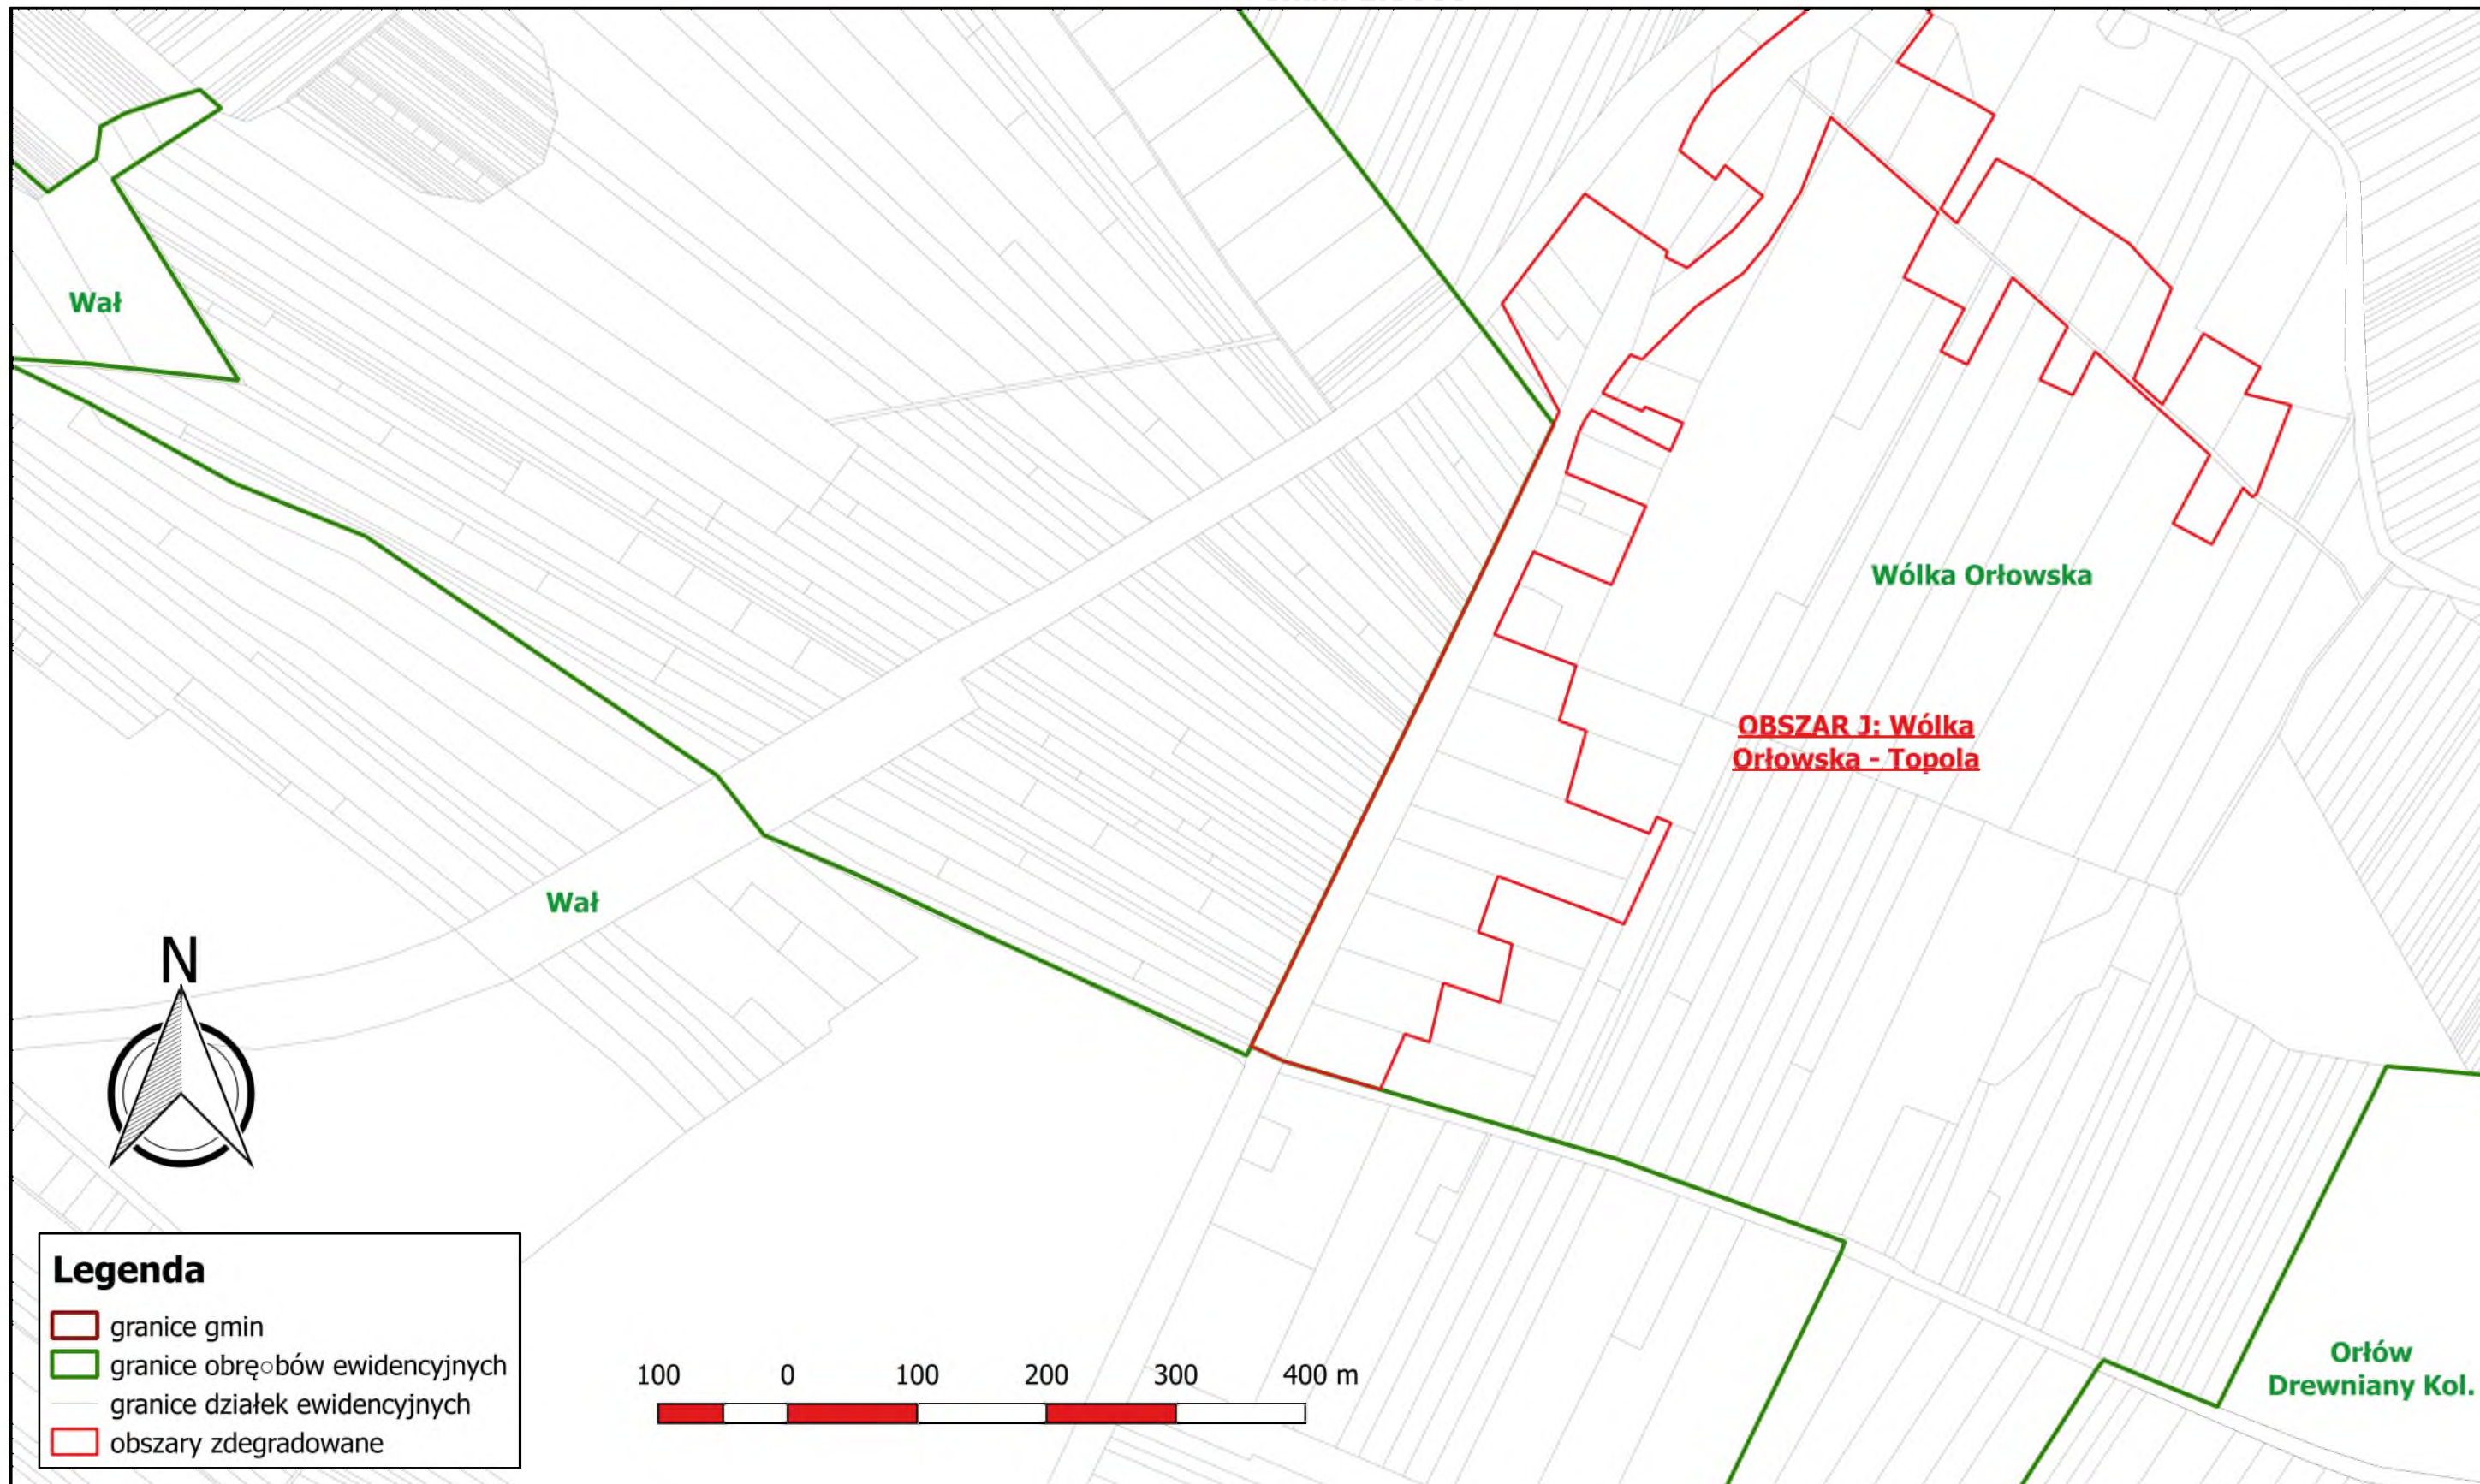 Wał
Wólka Orłowska
OBSZAR J: Wólka
Orłowska - Topola
Wał
N
Legenda
granice gmin
granice obrę○bów ewidencyjnych
granice działek ewidencyjnych
obszary zdegradowane
100 0 100 200 300 400 m
Orłów
Drewniany Kol.